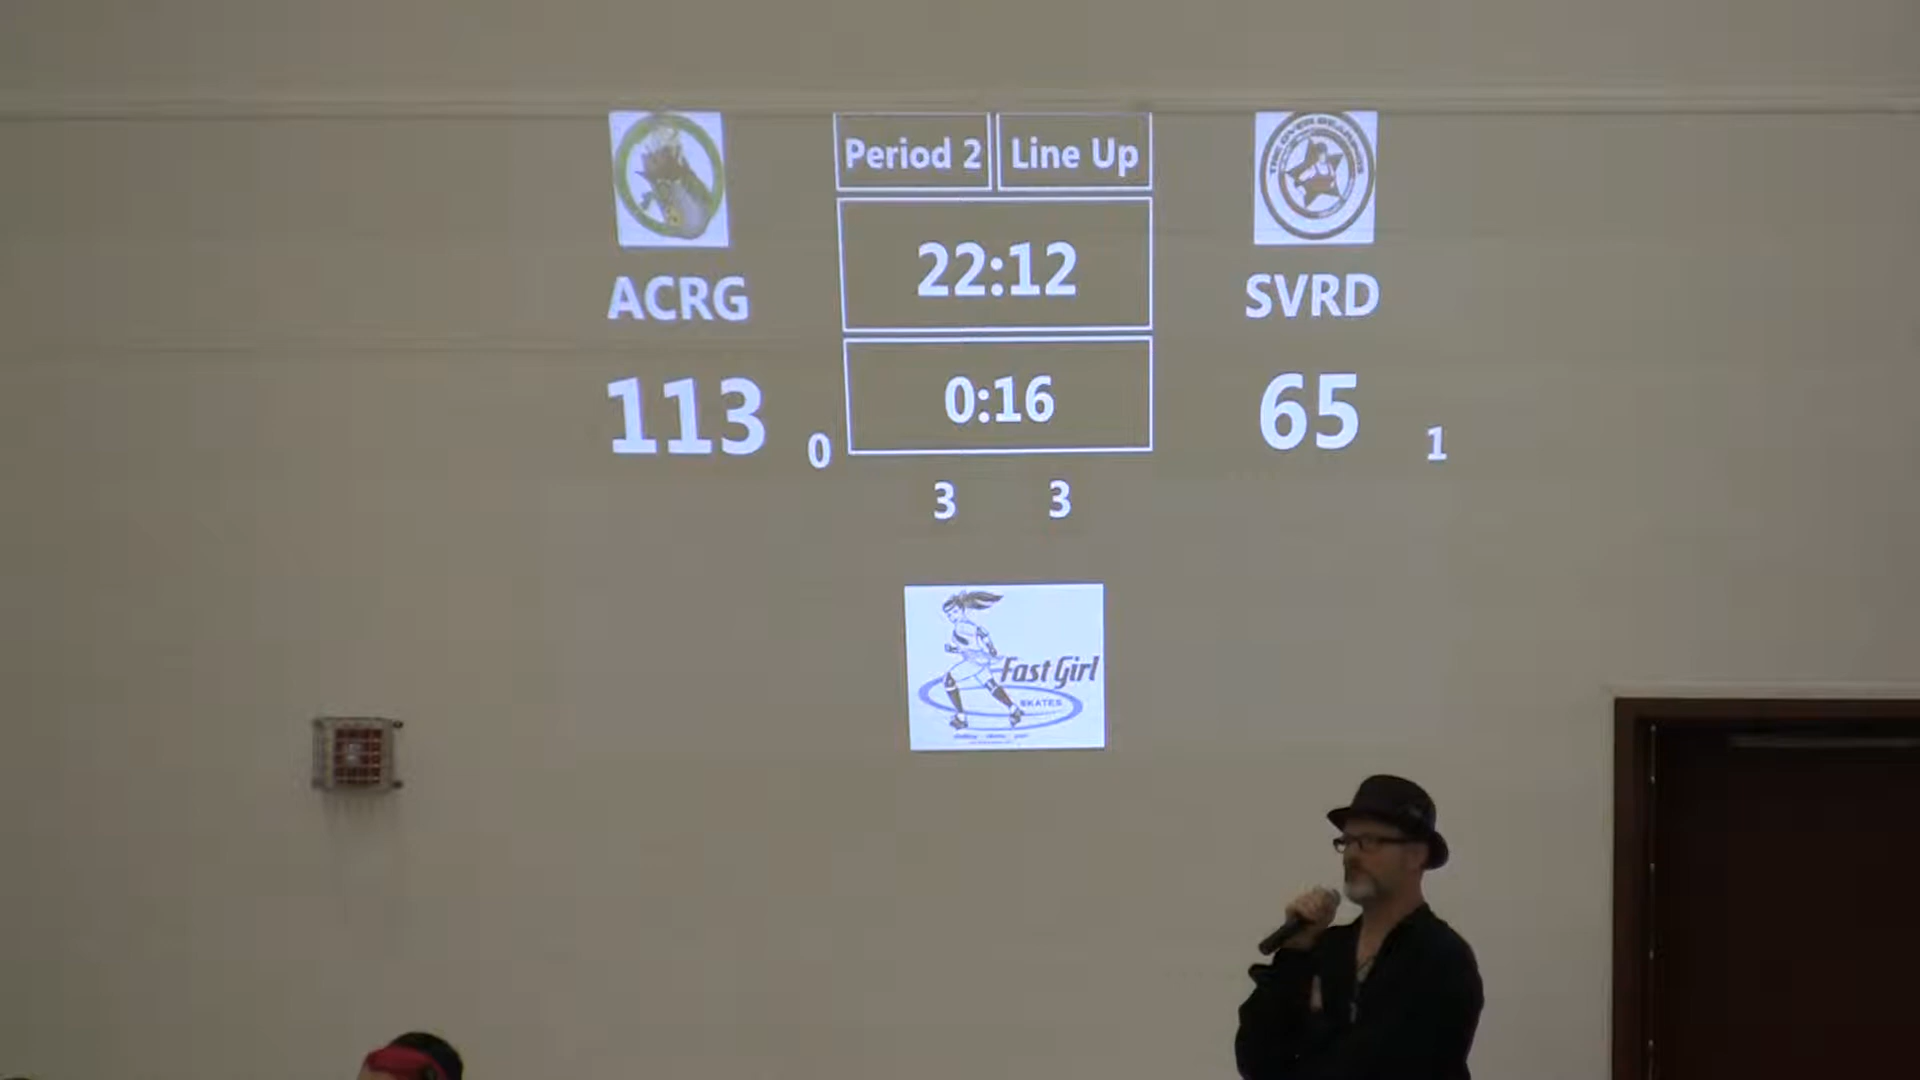 Period 2
Line Up
22:12
ACRG
SVRD
113
0
0:16
65
1
3
3
Fast Girl
SKATES